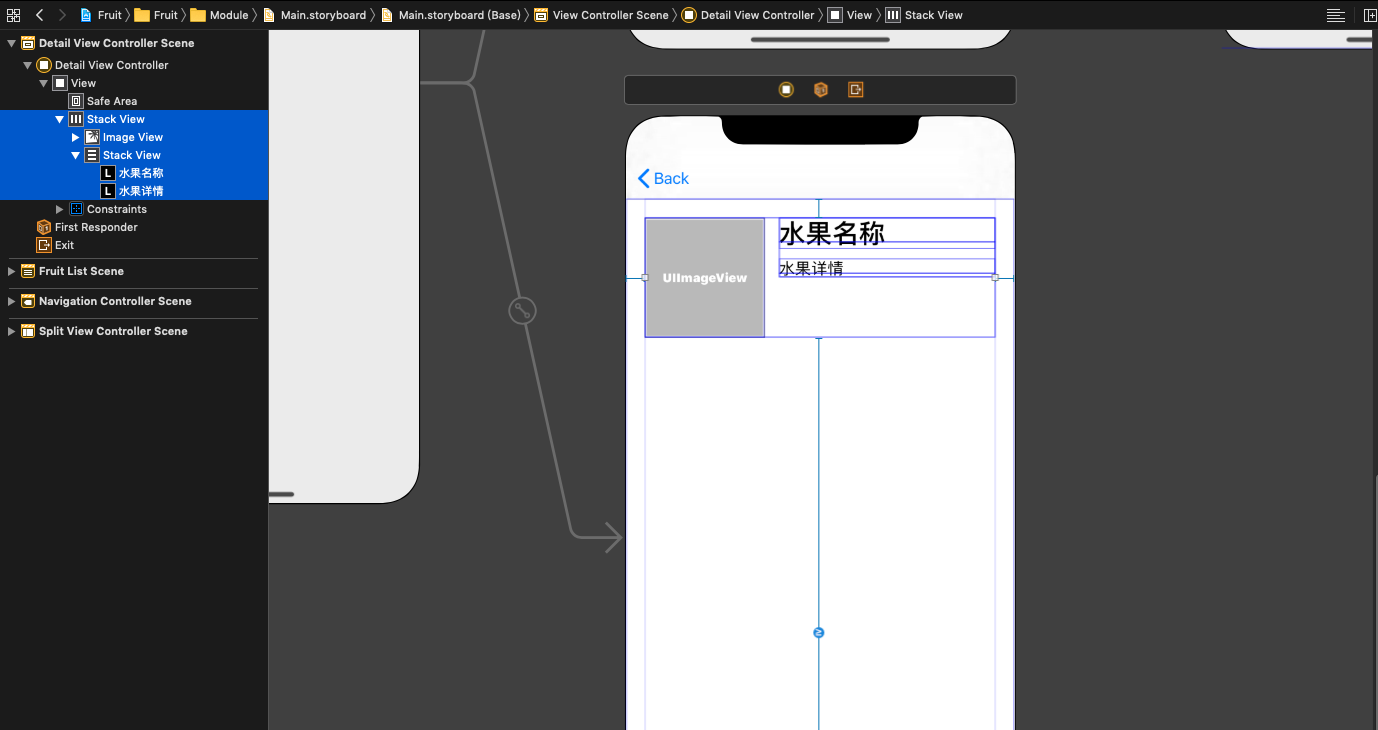 Fruit Fruit Module Main.storyboard Main.storyboard (Base) View Controller Scene Detail View Controller View Stack View
Detail View Controller Scene
Detail View Controller
View
Safe Area
Stack View
Image View
Stack View
L 水果名称
L 水果详情
Constraints
First Responder
Exit
Fruit List Scene
Navigation Controller Scene
Split View Controller Scene
Back
UIImageView
水果名称
水果详情
≥